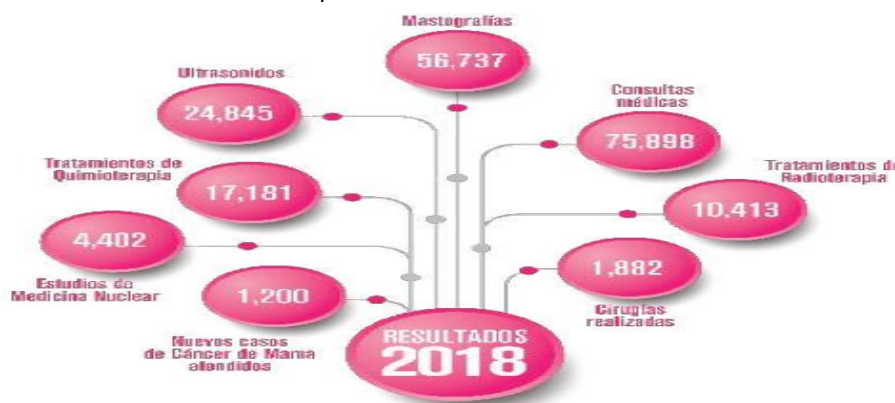 Mastografías
56,737
Ultrasonidos
24,845
Consultas
médicas
75,898
Tratamientos de
Quimioterapia
17,181
Tratamientos de
Radioterapia
10,413
4,402
Estudios de
Medicina Nuclear
1,200
Nuevos casos
de Cáncer de Mama
atendidos
1,882
Cirugías
realizadas
RESULTADOS
2018